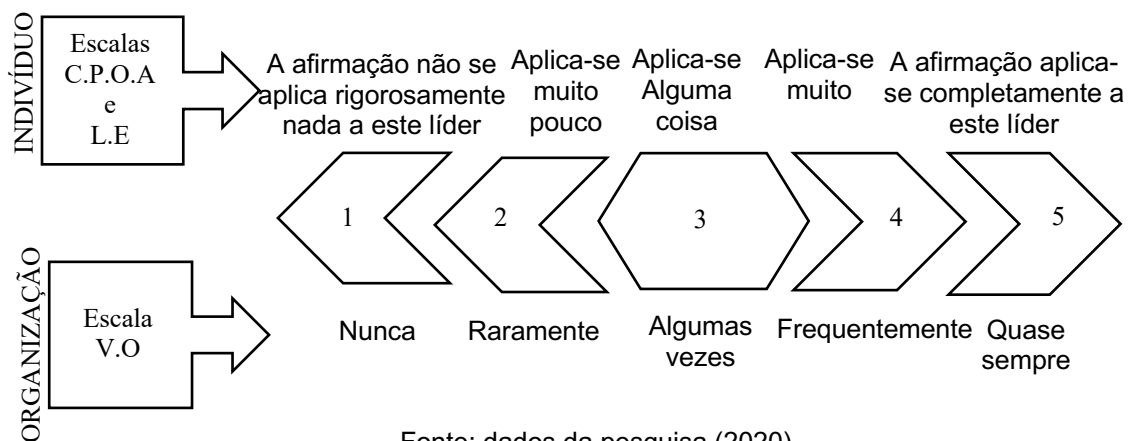 INDIVÍDUO
Escalas
C.P.O.A
e
L.E
A afirmação não se
aplica rigorosamente
nada a este líder
Aplica-se
muito
pouco
Aplica-se
Alguma
coisa
Aplica-se
muito
A afirmação aplica-
se completamente a
este líder
1
2
3
4
5
ORGANIZAÇÃO
Escala
V.O
Nunca
Raramente
Algumas
vezes
Frequentemente
Quase
sempre
Fonte: dados da pesquisa (2020)